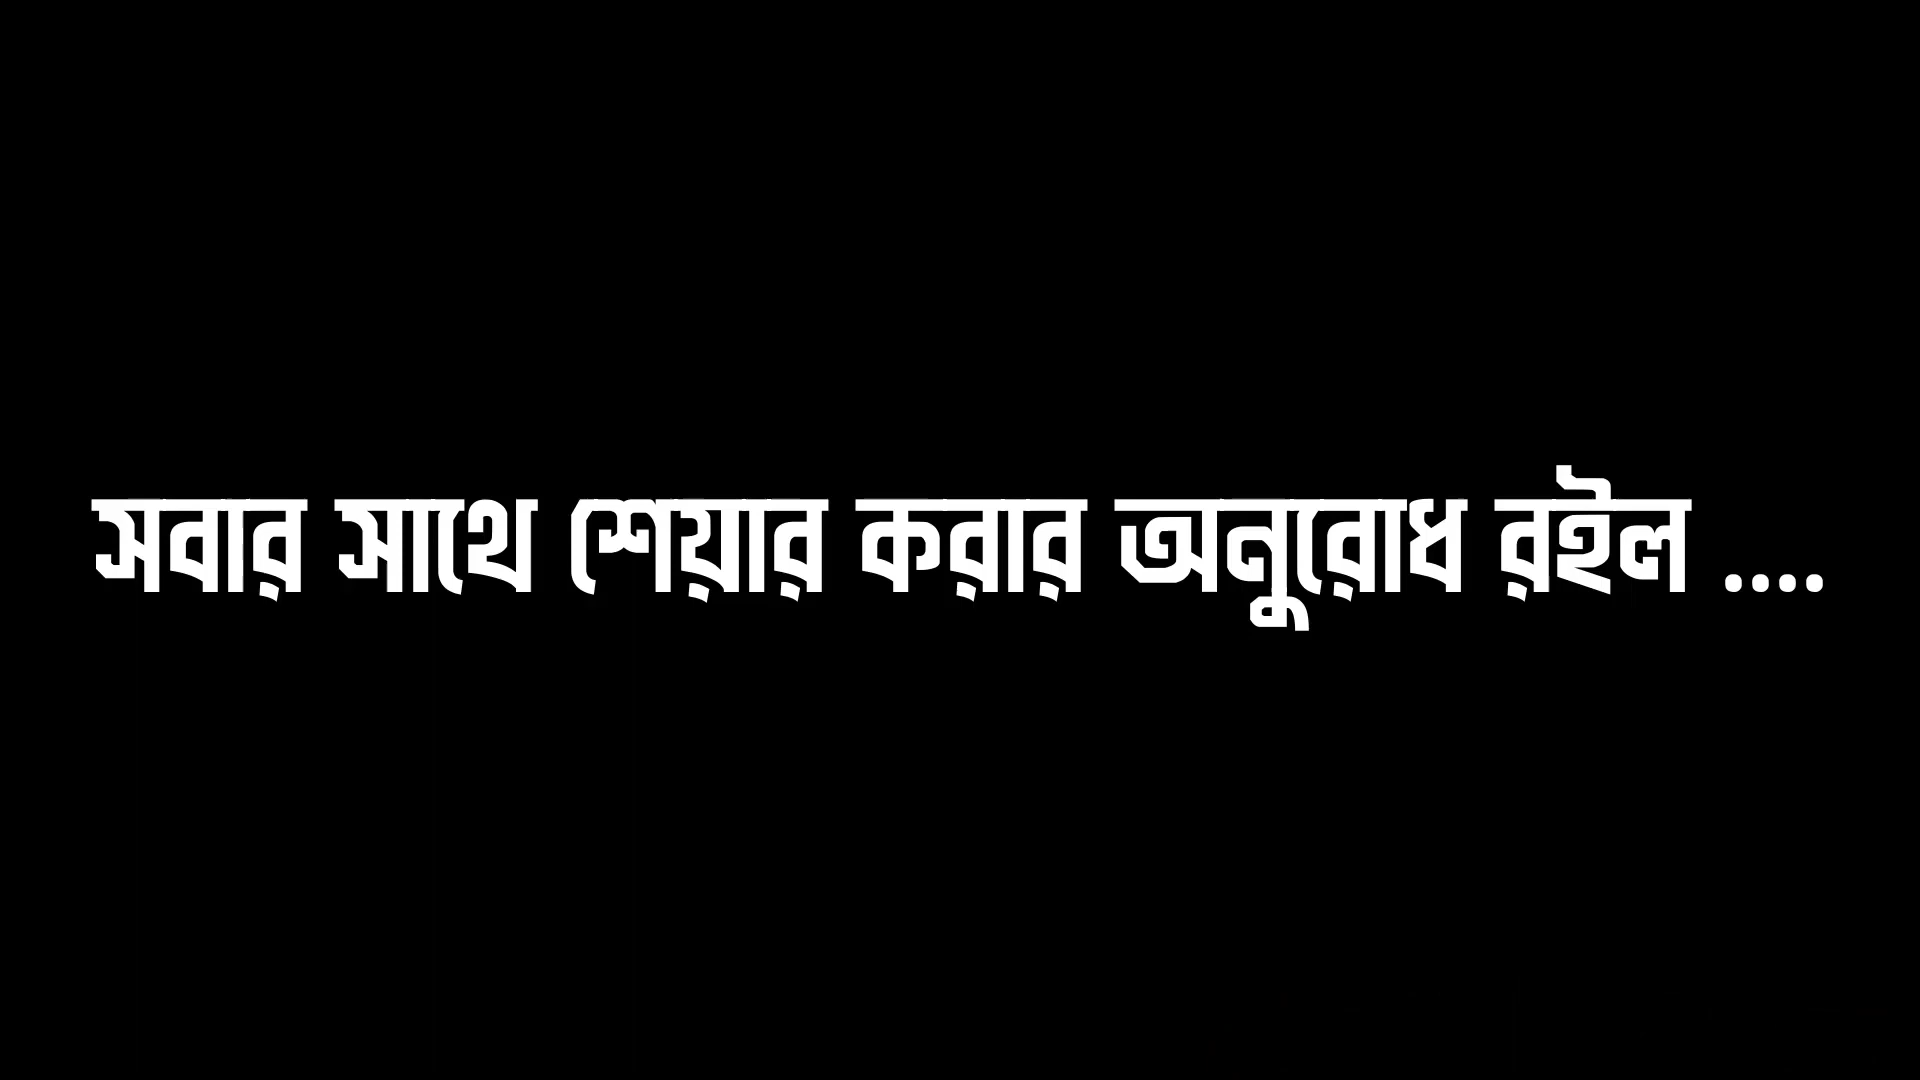 সবার সাথে শেয়ার করার অনুরোধ রইল ....